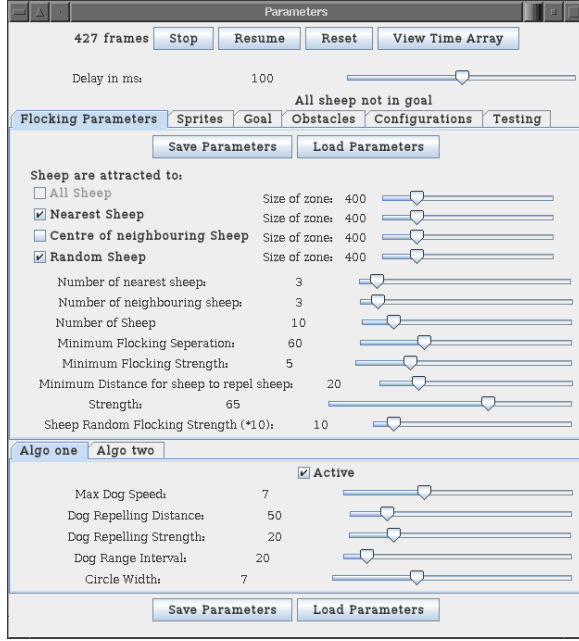 Parameters
427 frames Stop Resume Reset View Time Array
Delay in ms: 100
All sheep not in goal
Flocking Parameters Sprites Goal Obstacles Configurations Testing
Save Parameters Load Parameters
Sheep are attracted to:
All Sheep Size of zone: 400
Nearest Sheep Size of zone: 400
Centre of neighbouring Sheep Size of zone: 400
Random Sheep Size of zone: 400
Number of nearest sheep: 3
Number of neighbouring sheep: 3
Number of Sheep 10
Minimum Flocking Seperation: 60
Minimum Flocking Strength: 5
Minimum Distance for sheep to repel sheep: 20
Strength: 65
Sheep Random Flocking Strength (*10): 10
Algo one Algo two
Active
Max Dog Speed: 7
Dog Repelling Distance: 50
Dog Repelling Strength: 20
Dog Range Interval: 20
Circle Width: 7
Save Parameters Load Parameters